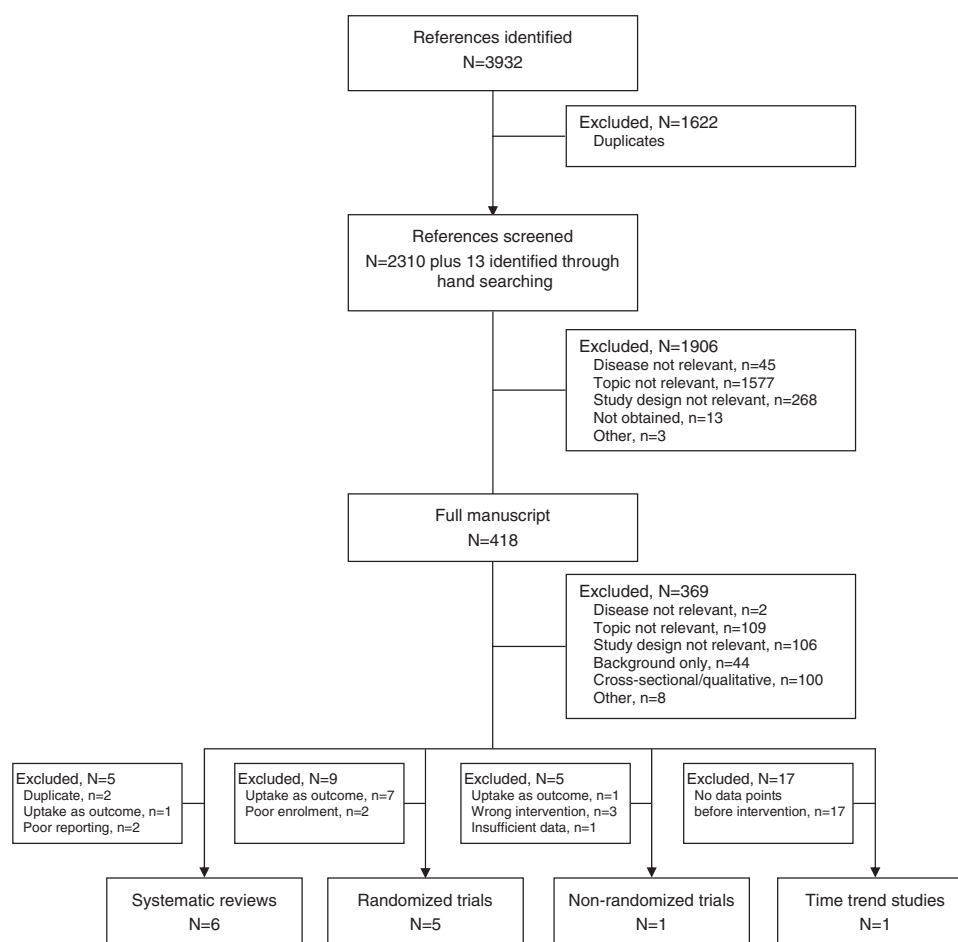 References identified
N=3932
Excluded, N=1622
Duplicates
References screened
N=2310 plus 13 identified through
hand searching
Excluded, N=1906
Disease not relevant, n=45
Topic not relevant, n=1577
Study design not relevant, n=268
Not obtained, n=13
Other, n=3
Full manuscript
N=418
Excluded, N=369
Disease not relevant, n=2
Topic not relevant, n=109
Study design not relevant, n=106
Background only, n=44
Cross-sectional/qualitative, n=100
Other, n=8
Excluded, N=5
Duplicate, n=2
Uptake as outcome, n=1
Poor reporting, n=2
Excluded, N=9
Uptake as outcome, n=7
Poor enrolment, n=2
Excluded, N=5
Uptake as outcome, n=1
Wrong intervention, n=3
Insufficient data, n=1
Excluded, N=17
No data points
before intervention, n=17
Systematic reviews
N=6
Randomized trials
N=5
Non-randomized trials
N=1
Time trend studies
N=1